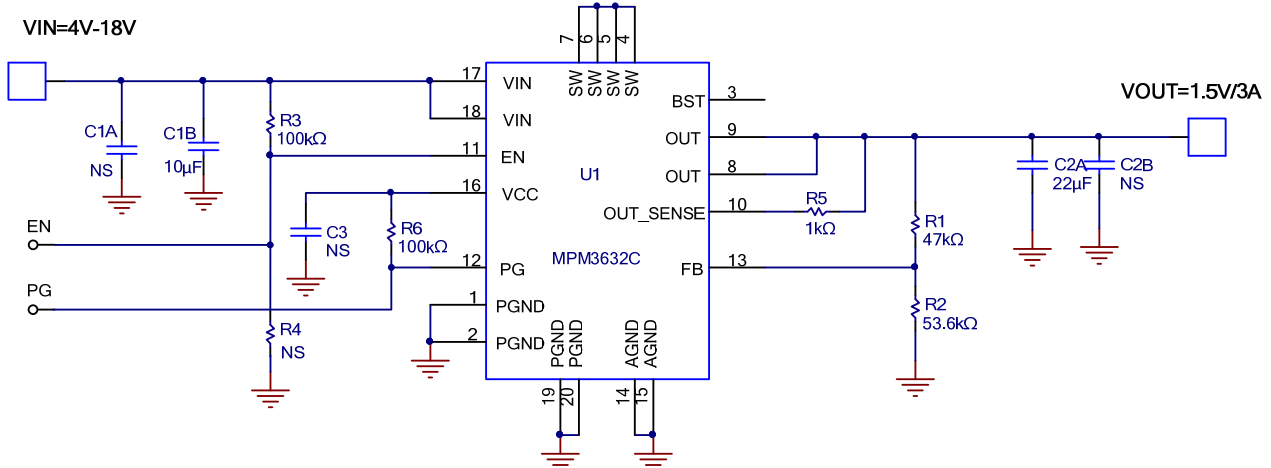 VIN=4V-18V
VOUT=1.5V/3A
7
6
5
4
SW
SW
SW
SW
17
VIN
18
VIN
11
EN
16
VCC
12
PG
1
PGND
2
PGND
3
BST
9
OUT
8
OUT
10
OUT_SENSE
13
FB
U1
MPM3632C
PGND
PGND
AGND
AGND
19
20
14
15
C1A
NS
C1B
10µF
R3
100kΩ
C3
NS
R6
100kΩ
EN
PG
R4
NS
R5
1kΩ
R1
47kΩ
R2
53.6kΩ
C2A
22µF
C2B
NS